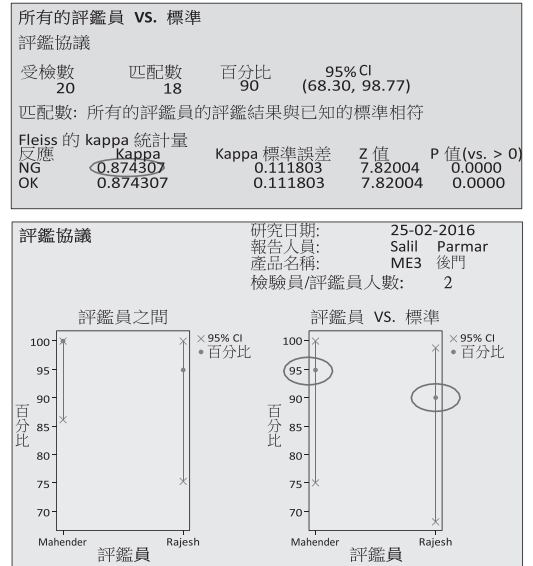 所有的評鑑員 VS. 標準
評鑑協議
受檢數 匹配數 百分比 95% CI
20 18 90 (68.30, 98.77)
匹配數: 所有的評鑑員的評鑑結果與已知的標準相符
Fleiss 的 kappa 統計量
反應 Kappa Kappa 標準誤差 Z 值 P 值(vs. > 0)
NG 0.874307 0.111803 7.82004 0.0000
OK 0.874307 0.111803 7.82004 0.0000
評鑑協議
研究日期: 25-02-2016
報告人員: Salil Parmar
產品名稱: ME3 後門
檢驗員/評鑑員人數: 2
評鑑員之間
100
95
90
85
80
75
70
百分比
Mahender Rajesh
評鑑員
× 95% CI
• 百分比
評鑑員 VS. 標準
100
95
90
85
80
75
70
百分比
Mahender Rajesh
評鑑員
× 95% CI
• 百分比